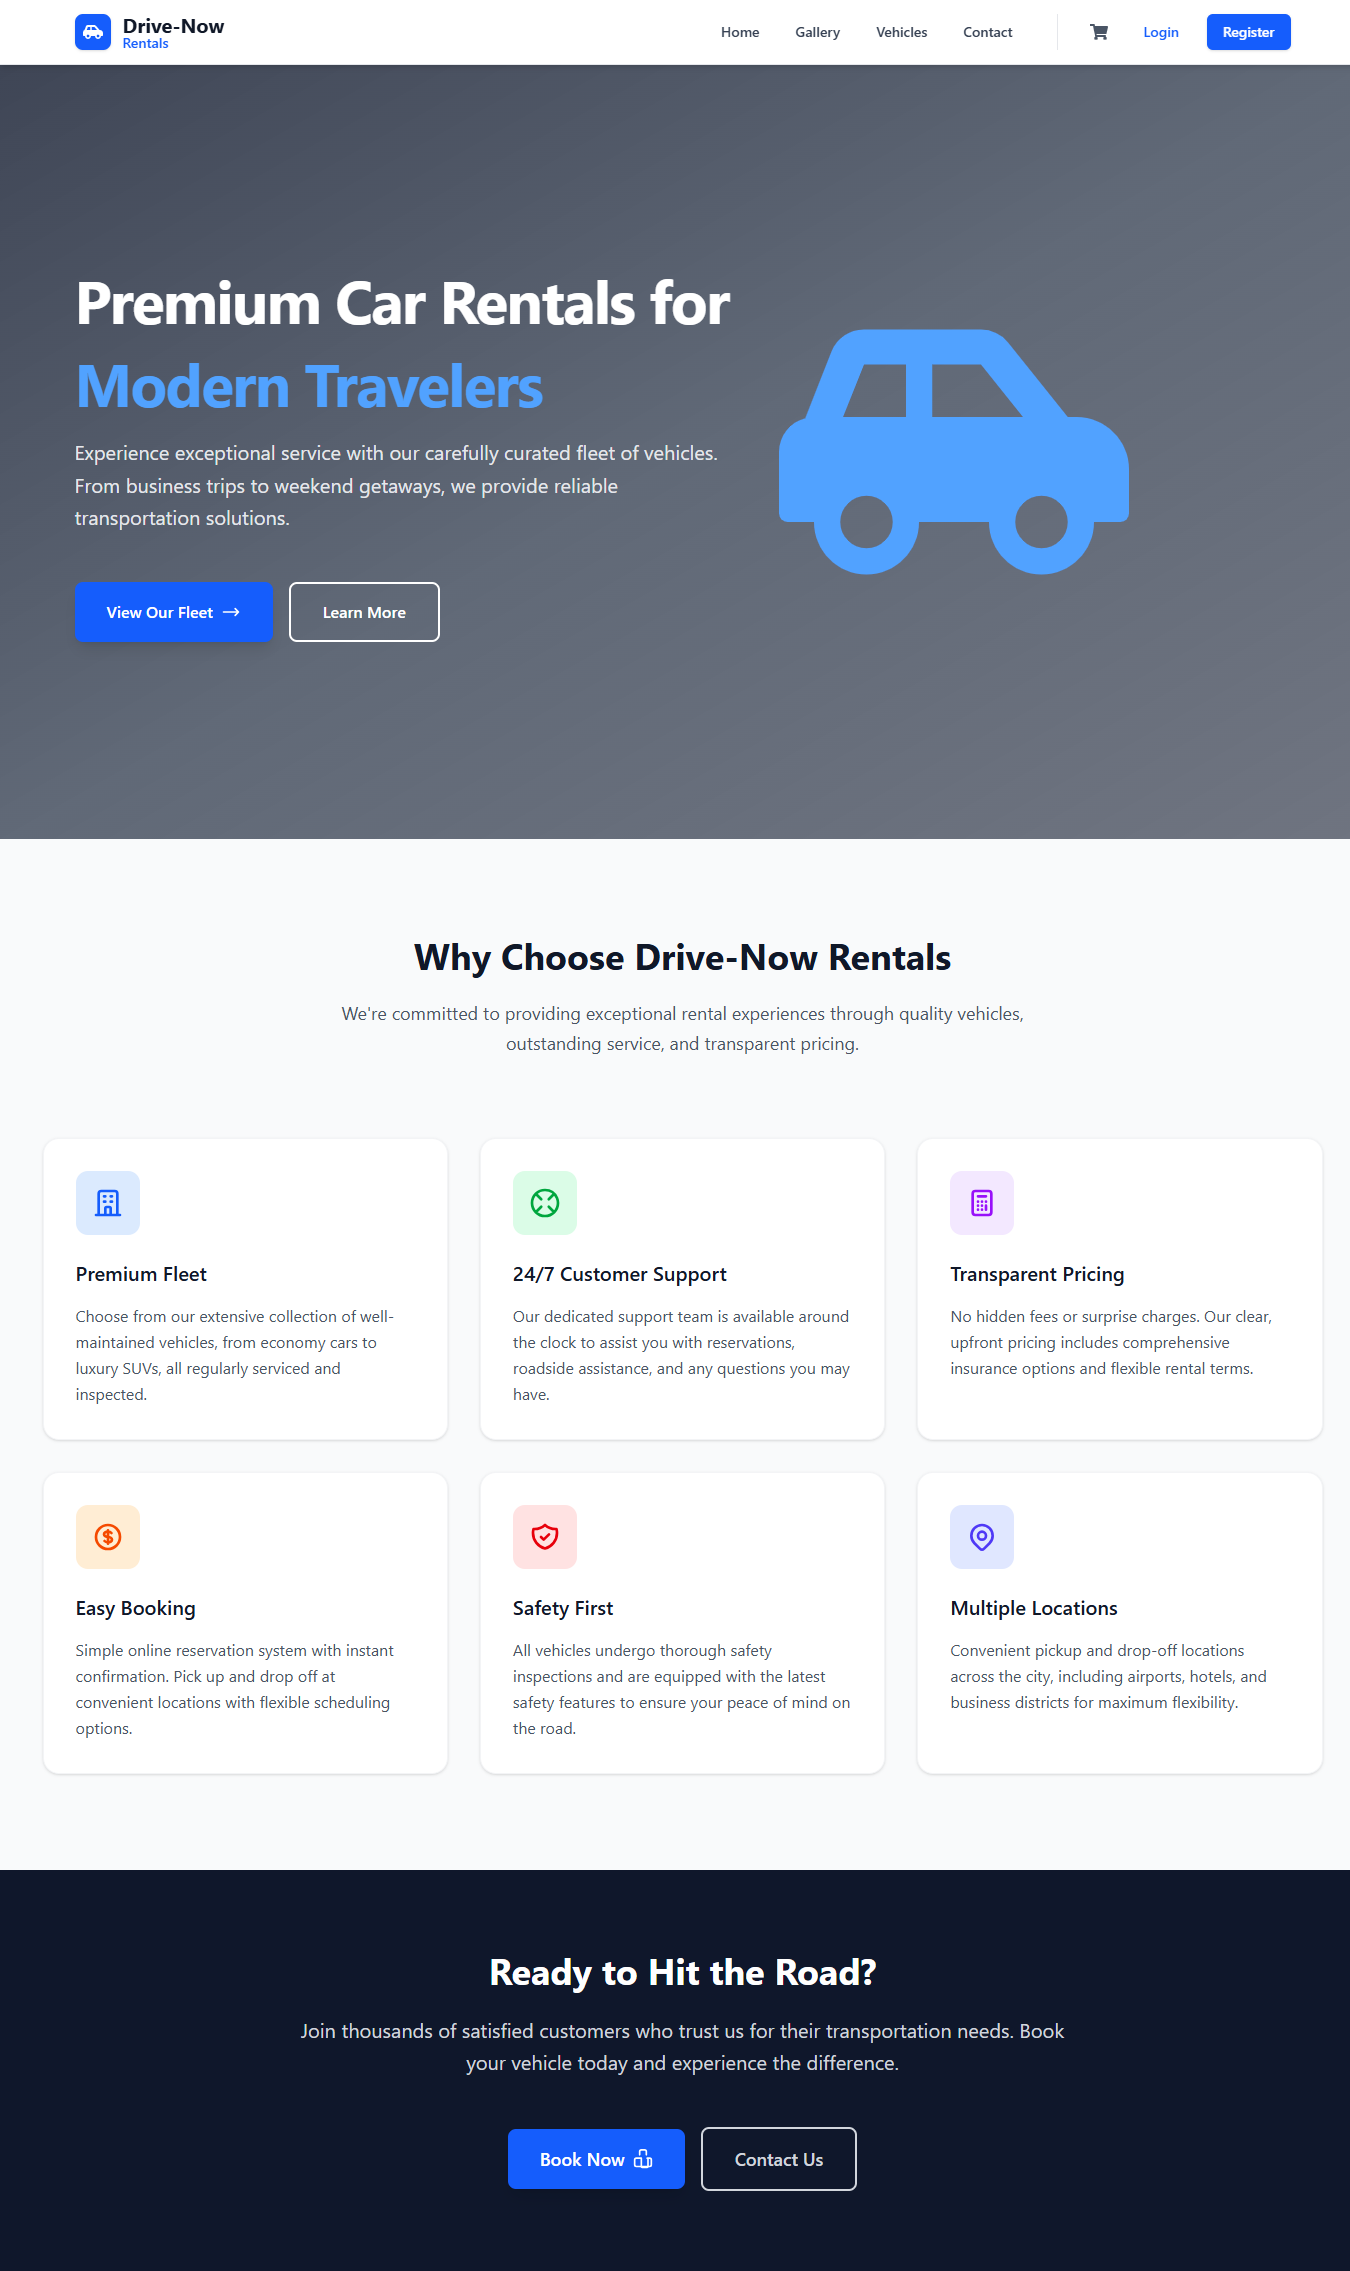 Drive-Now
Rentals
Home
Gallery
Vehicles
Contact
Login
Register
Premium Car Rentals for
Modern Travelers
Experience exceptional service with our carefully curated fleet of vehicles.
From business trips to weekend getaways, we provide reliable
transportation solutions.
View Our Fleet →
Learn More
Why Choose Drive-Now Rentals
We're committed to providing exceptional rental experiences through quality vehicles,
outstanding service, and transparent pricing.
Premium Fleet
Choose from our extensive collection of well-
maintained vehicles, from economy cars to
luxury SUVs, all regularly serviced and
inspected.
24/7 Customer Support
Our dedicated support team is available around
the clock to assist you with reservations,
roadside assistance, and any questions you may
have.
Transparent Pricing
No hidden fees or surprise charges. Our clear,
upfront pricing includes comprehensive
insurance options and flexible rental terms.
Easy Booking
Simple online reservation system with instant
confirmation. Pick up and drop off at
convenient locations with flexible scheduling
options.
Safety First
All vehicles undergo thorough safety
inspections and are equipped with the latest
safety features to ensure your peace of mind on
the road.
Multiple Locations
Convenient pickup and drop-off locations
across the city, including airports, hotels, and
business districts for maximum flexibility.
Ready to Hit the Road?
Join thousands of satisfied customers who trust us for their transportation needs. Book
your vehicle today and experience the difference.
Book Now
Contact Us